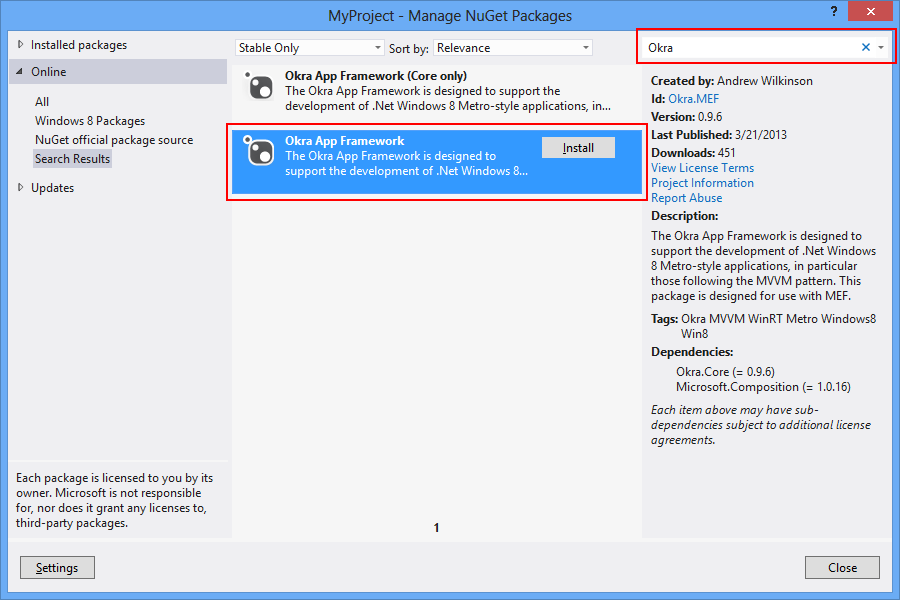 MyProject - Manage NuGet Packages
?
Installed packages
Online
All
Windows 8 Packages
NuGet official package source
Search Results
Updates
Each package is licensed to you by its
owner. Microsoft is not responsible
for, nor does it grant any licenses to,
third-party packages.
Settings
Stable Only
Sort by:
Relevance
Okra App Framework (Core only)
The Okra App Framework is designed to support the
development of .Net Windows 8 Metro-style applications, in...
Okra App Framework
The Okra App Framework is designed to
support the development of .Net Windows 8...
Install
1
Okra
Created by: Andrew Wilkinson
Id: Okra.MEF
Version: 0.9.6
Last Published: 3/21/2013
Downloads: 451
View License Terms
Project Information
Report Abuse
Description:
The Okra App Framework is designed to
support the development of .Net Windows
8 Metro-style applications, in particular
those following the MVVM pattern. This
package is designed for use with MEF.
Tags: Okra MVVM WinRT Metro Windows8
Win8
Dependencies:
Okra.Core (= 0.9.6)
Microsoft.Composition (= 1.0.16)
Each item above may have sub-
dependencies subject to additional license
agreements.
Close